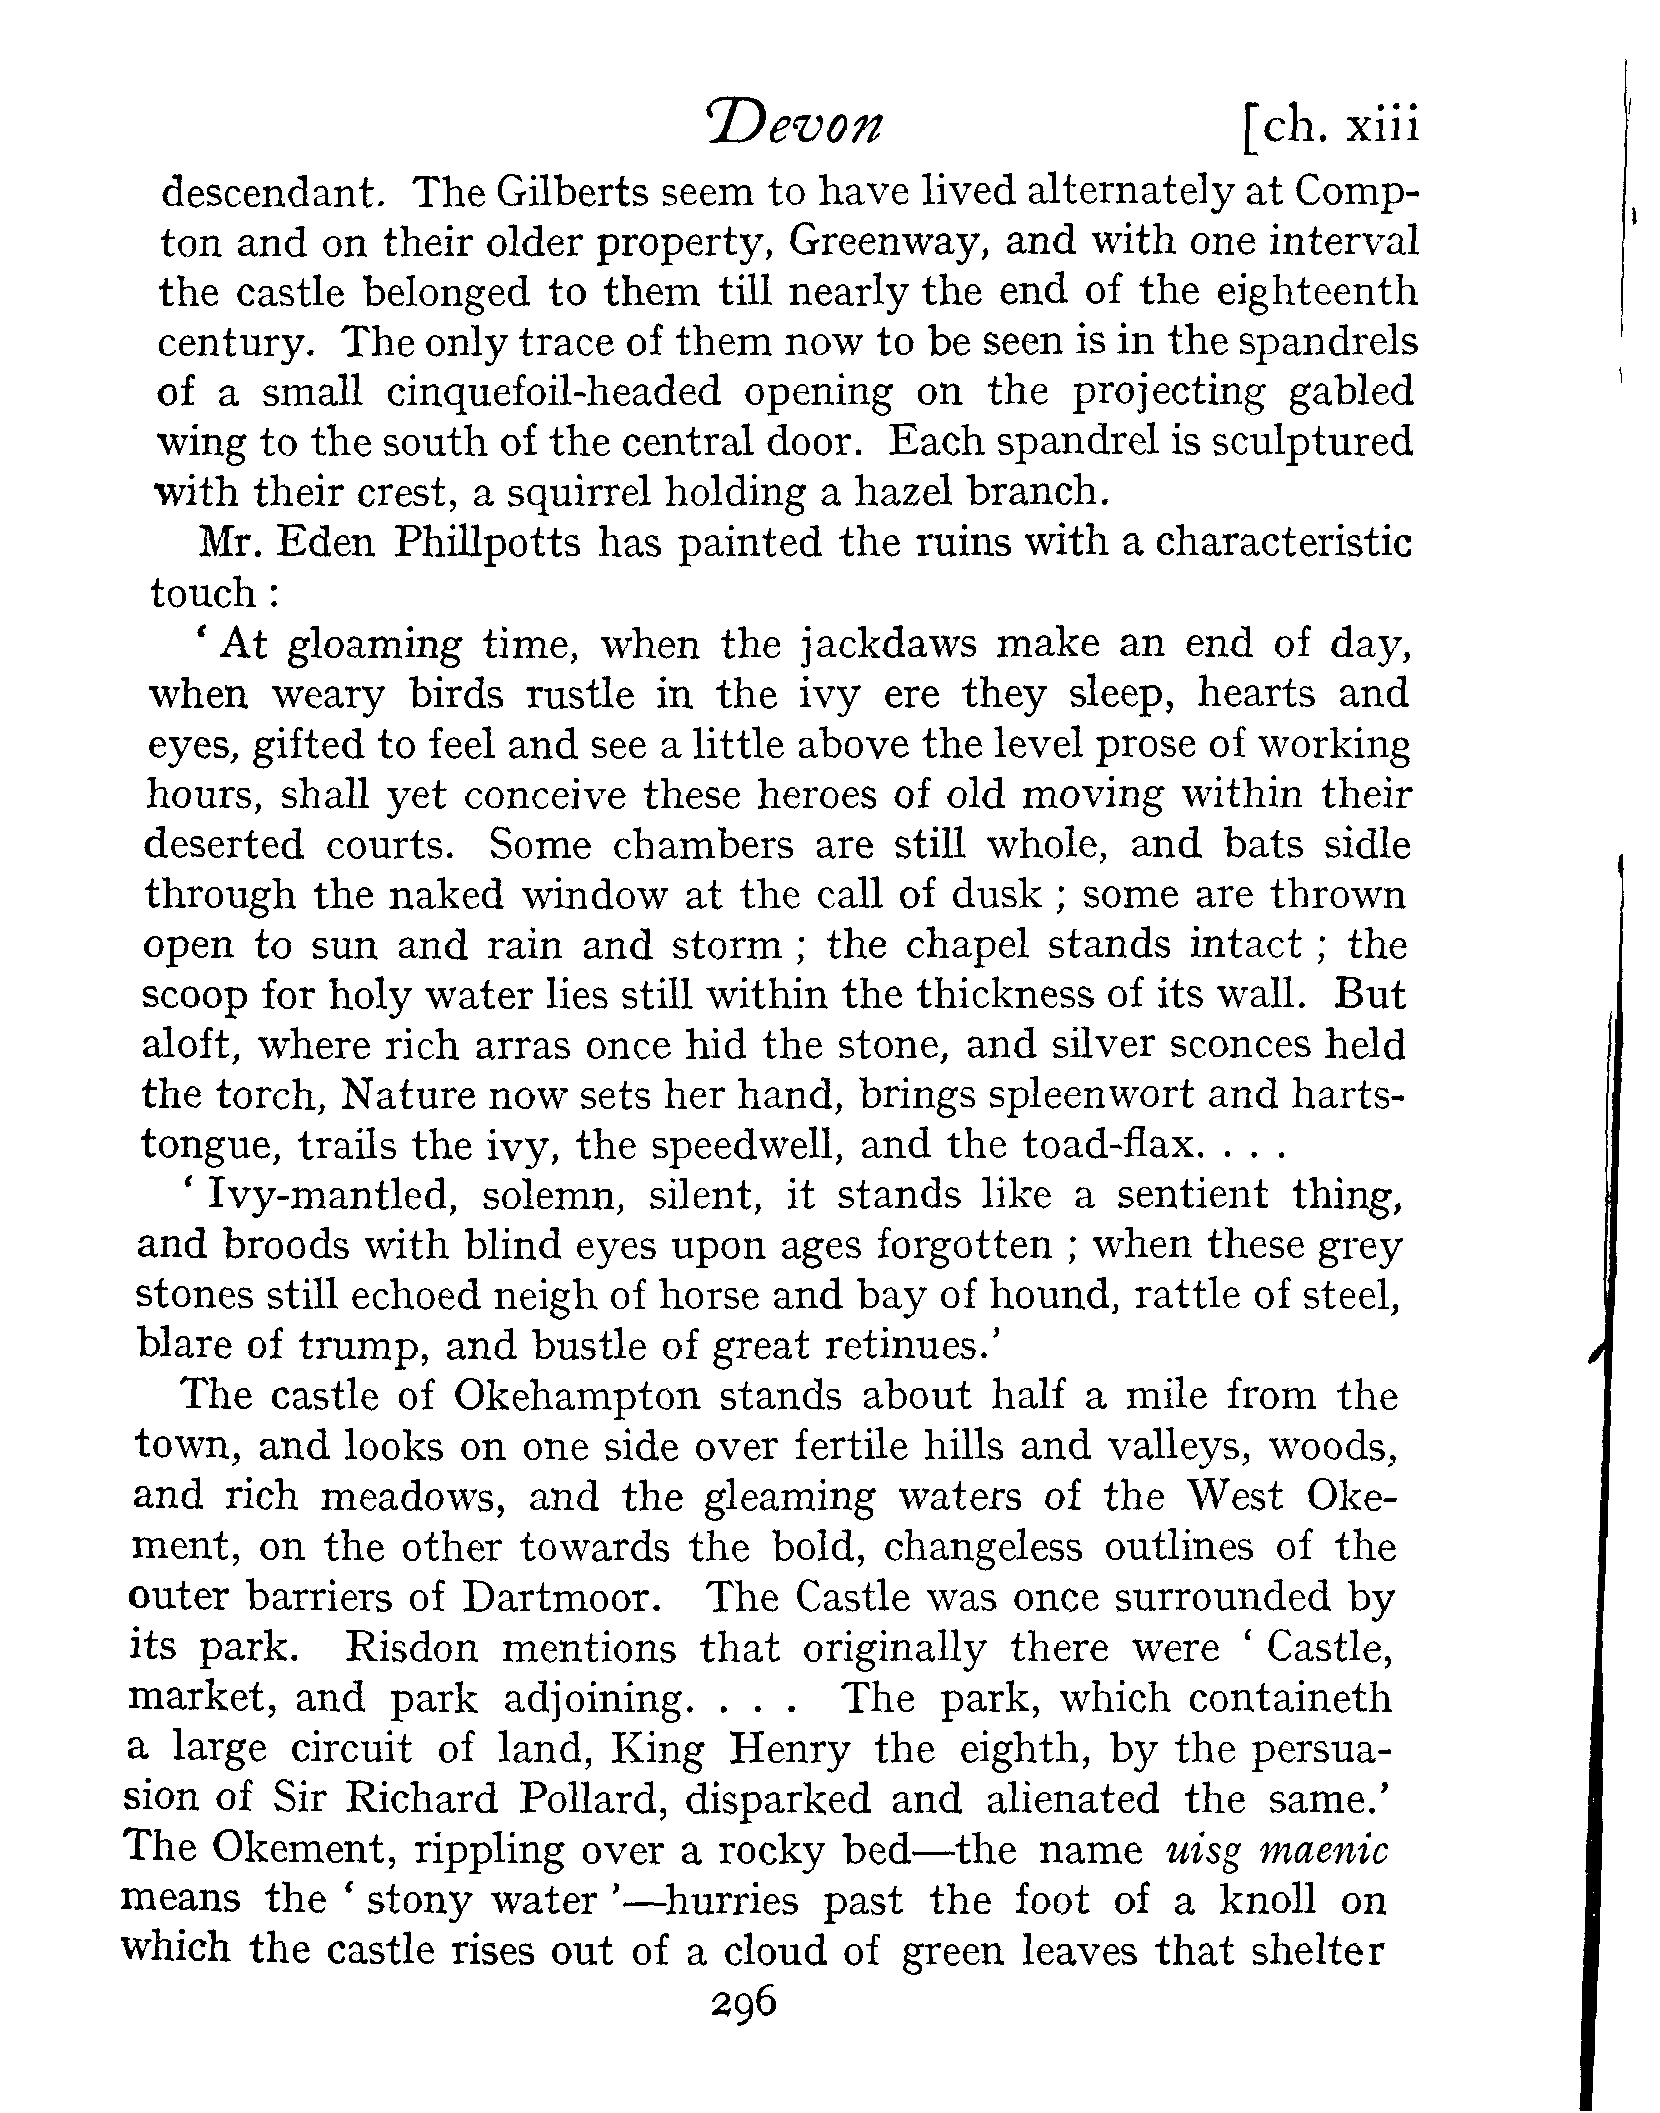 Devon [ch. xiii
descendant. The Gilberts seem to have lived alternately at Comp-
ton and on their older property, Greenway, and with one interval
the castle belonged to them till nearly the end of the eighteenth
century. The only trace of them now to be seen is in the spandrels
of a small cinquefoil-headed opening on the projecting gabled
wing to the south of the central door. Each spandrel is sculptured
with their crest, a squirrel holding a hazel branch.
Mr. Eden Phillpotts has painted the ruins with a characteristic
touch :
‘ At gloaming time, when the jackdaws make an end of day,
when weary birds rustle in the ivy ere they sleep, hearts and
eyes, gifted to feel and see a little above the level prose of working
hours, shall yet conceive these heroes of old moving within their
deserted courts. Some chambers are still whole, and bats sidle
through the naked window at the call of dusk ; some are thrown
open to sun and rain and storm ; the chapel stands intact ; the
scoop for holy water lies still within the thickness of its wall. But
aloft, where rich arras once hid the stone, and silver sconces held
the torch, Nature now sets her hand, brings spleenwort and harts-
tongue, trails the ivy, the speedwell, and the toad-flax. . . .
‘ Ivy-mantled, solemn, silent, it stands like a sentient thing,
and broods with blind eyes upon ages forgotten ; when these grey
stones still echoed neigh of horse and bay of hound, rattle of steel,
blare of trump, and bustle of great retinues.’
The castle of Okehampton stands about half a mile from the
town, and looks on one side over fertile hills and valleys, woods,
and rich meadows, and the gleaming waters of the West Oke-
ment, on the other towards the bold, changeless outlines of the
outer barriers of Dartmoor. The Castle was once surrounded by
its park. Risdon mentions that originally there were ‘ Castle,
market, and park adjoining. . . . The park, which containeth
a large circuit of land, King Henry the eighth, by the persua-
sion of Sir Richard Pollard, disparked and alienated the same.’
The Okement, rippling over a rocky bed—the name uisg maenic
means the ‘ stony water ’—hurries past the foot of a knoll on
which the castle rises out of a cloud of green leaves that shelter
296